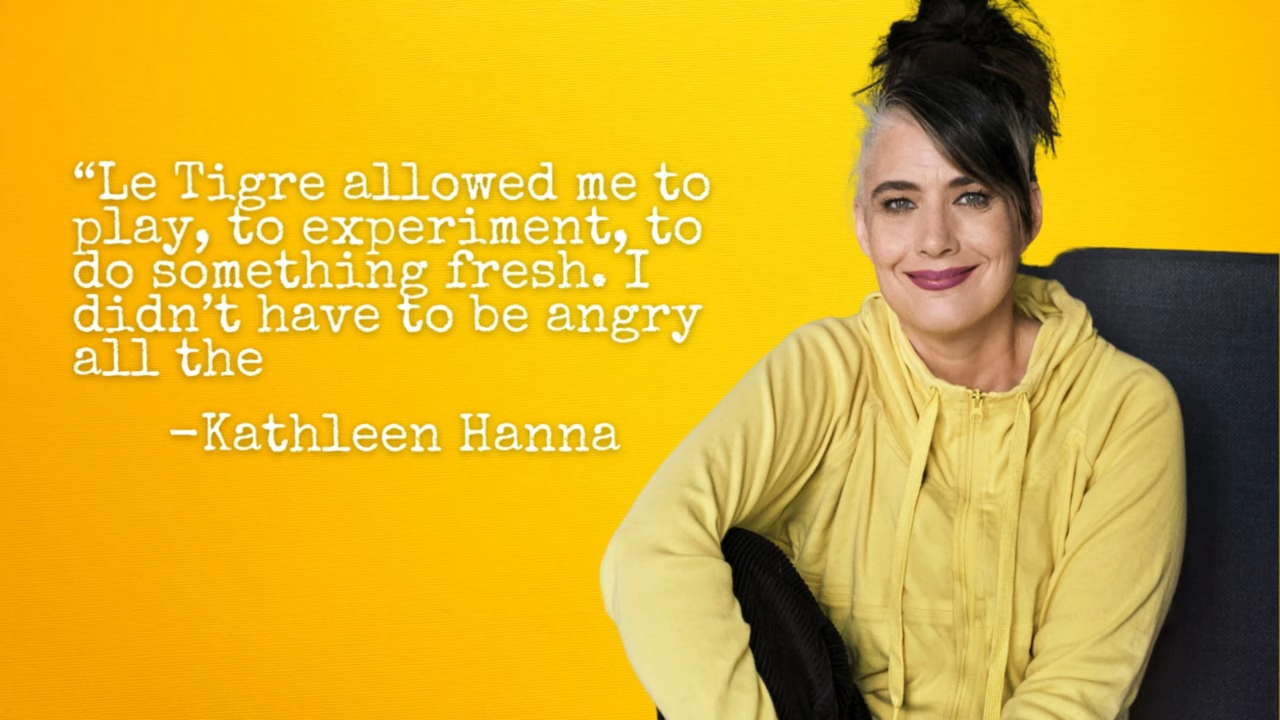 “Le Tigre allowed me to
play, to experiment, to
do something fresh. I
didn’t have to be angry
all the
–Kathleen Hanna